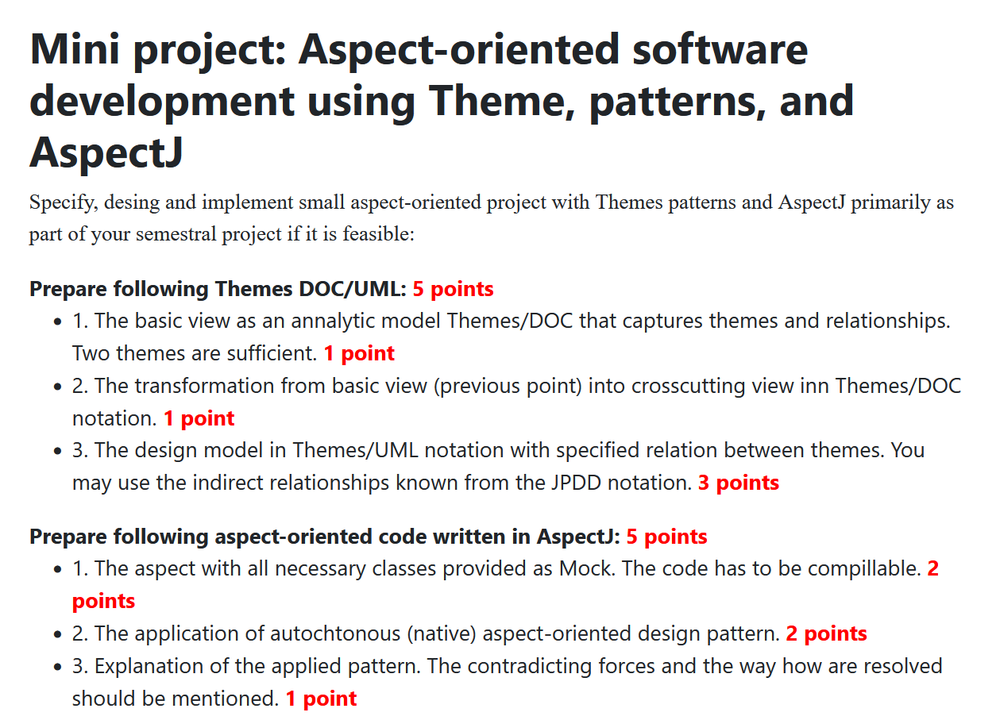 Mini project: Aspect-oriented software
development using Theme, patterns, and
AspectJ
Specify, desing and implement small aspect-oriented project with Themes patterns and AspectJ primarily as
part of your semestral project if it is feasible:
Prepare following Themes DOC/UML: 5 points
• 1. The basic view as an annalytic model Themes/DOC that captures themes and relationships.
Two themes are sufficient. 1 point
• 2. The transformation from basic view (previous point) into crosscutting view inn Themes/DOC
notation. 1 point
• 3. The design model in Themes/UML notation with specified relation between themes. You
may use the indirect relationships known from the JPDD notation. 3 points
Prepare following aspect-oriented code written in AspectJ: 5 points
• 1. The aspect with all necessary classes provided as Mock. The code has to be compillable. 2
points
• 2. The application of autochtonous (native) aspect-oriented design pattern. 2 points
• 3. Explanation of the applied pattern. The contradicting forces and the way how are resolved
should be mentioned. 1 point